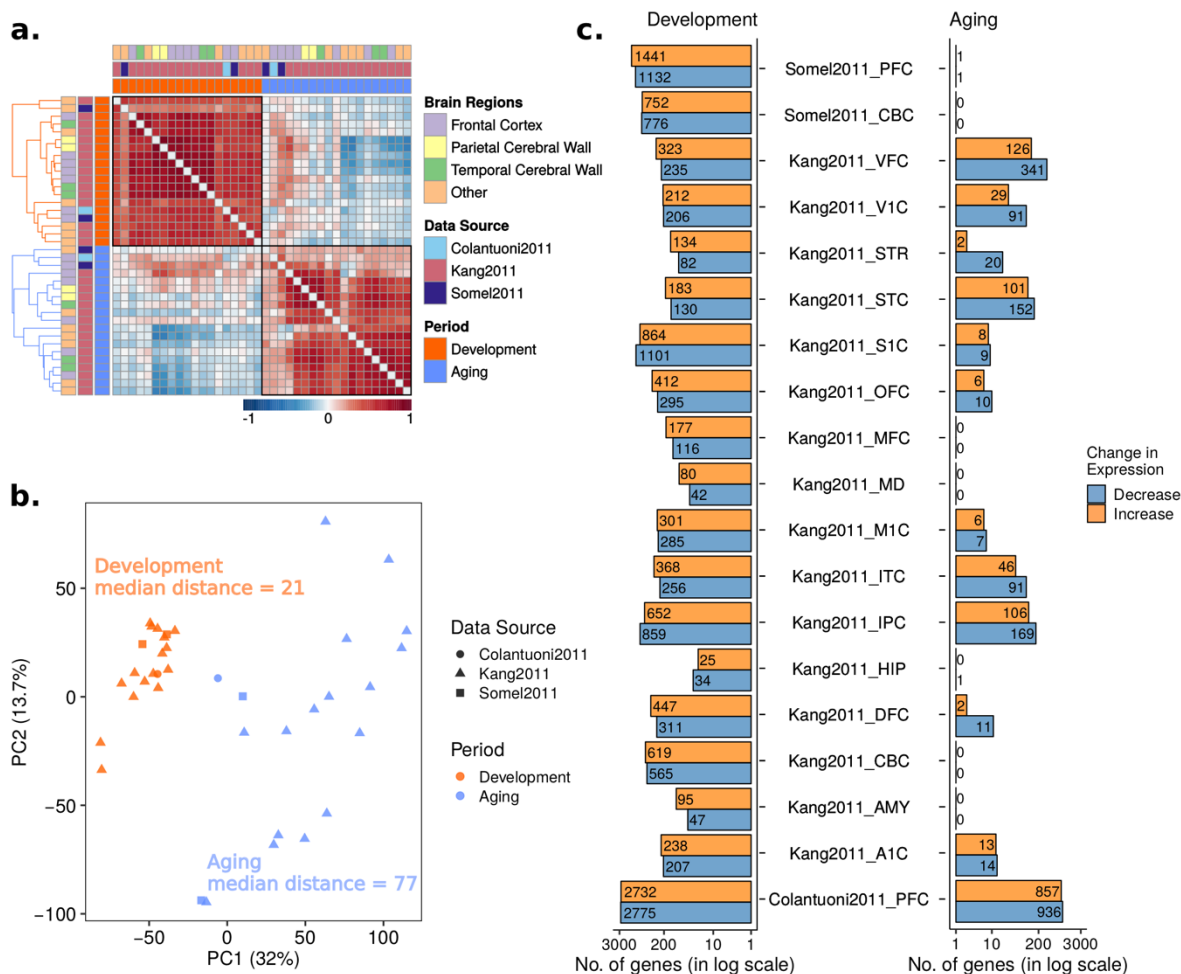 a.
Brain Regions
Frontal Cortex
Parietal Cerebral Wall
Temporal Cerebral Wall
Other
Data Source
Colantuoni2011
Kang2011
Somel2011
Period
Development
Aging
-1 0 1
b.
Development
median distance = 21
Aging
median distance = 77
50
0
−50
−100
−50 0 50 100
PC1 (32%)
PC2 (13.7%)
Data Source
Colantuoni2011
Kang2011
Somel2011
Period
Development
Aging
c.
Development Aging
1441 Somel2011_PFC 1
1132 1
752 Somel2011_CBC 0
776 0
323 Kang2011_VFC 126
235 341
212 Kang2011_V1C 29
206 91
134 Kang2011_STR 2
82 20
183 Kang2011_STC 101
130 152
864 Kang2011_S1C 8
1101 9
412 Kang2011_OFC 6
295 10
177 Kang2011_MFC 0
116 0
80 Kang2011_MD 0
42 0
301 Kang2011_M1C 6
285 7
368 Kang2011_ITC 46
256 91
652 Kang2011_IPC 106
859 169
25 Kang2011_HIP 0
34 1
447 Kang2011_DFC 2
311 11
619 Kang2011_CBC 0
565 0
95 Kang2011_AMY 0
47 0
238 Kang2011_A1C 13
207 14
2732 Colantuoni2011_PFC 857
2775 936
3000 200 10 1 1 10 200 3000
No. of genes (in log scale) No. of genes (in log scale)
Change in
Expression
Decrease
Increase